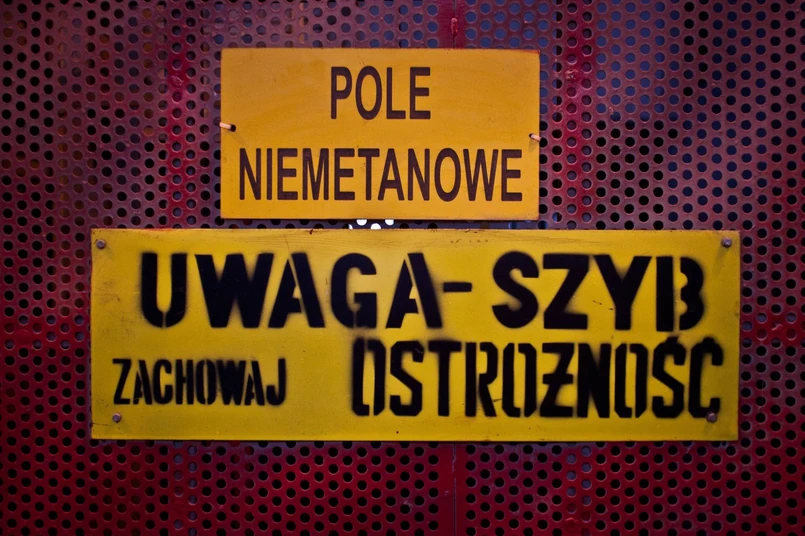 POLE
NIEMETANOWE
UWAGA-SZYB
ZACHOWAJ OSTROŻNOŚĆ